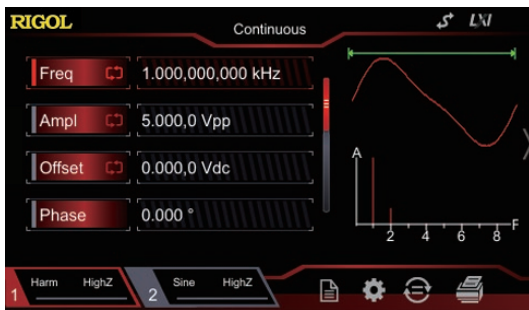 RIGOL
Continuous
LXI
Freq 1.000,000,000 kHz
Ampl 5.000,0 Vpp
Offset 0.000,0 Vdc
Phase 0.000 °
A
F
2 4 6 8
1 Harm HighZ
2 Sine HighZ